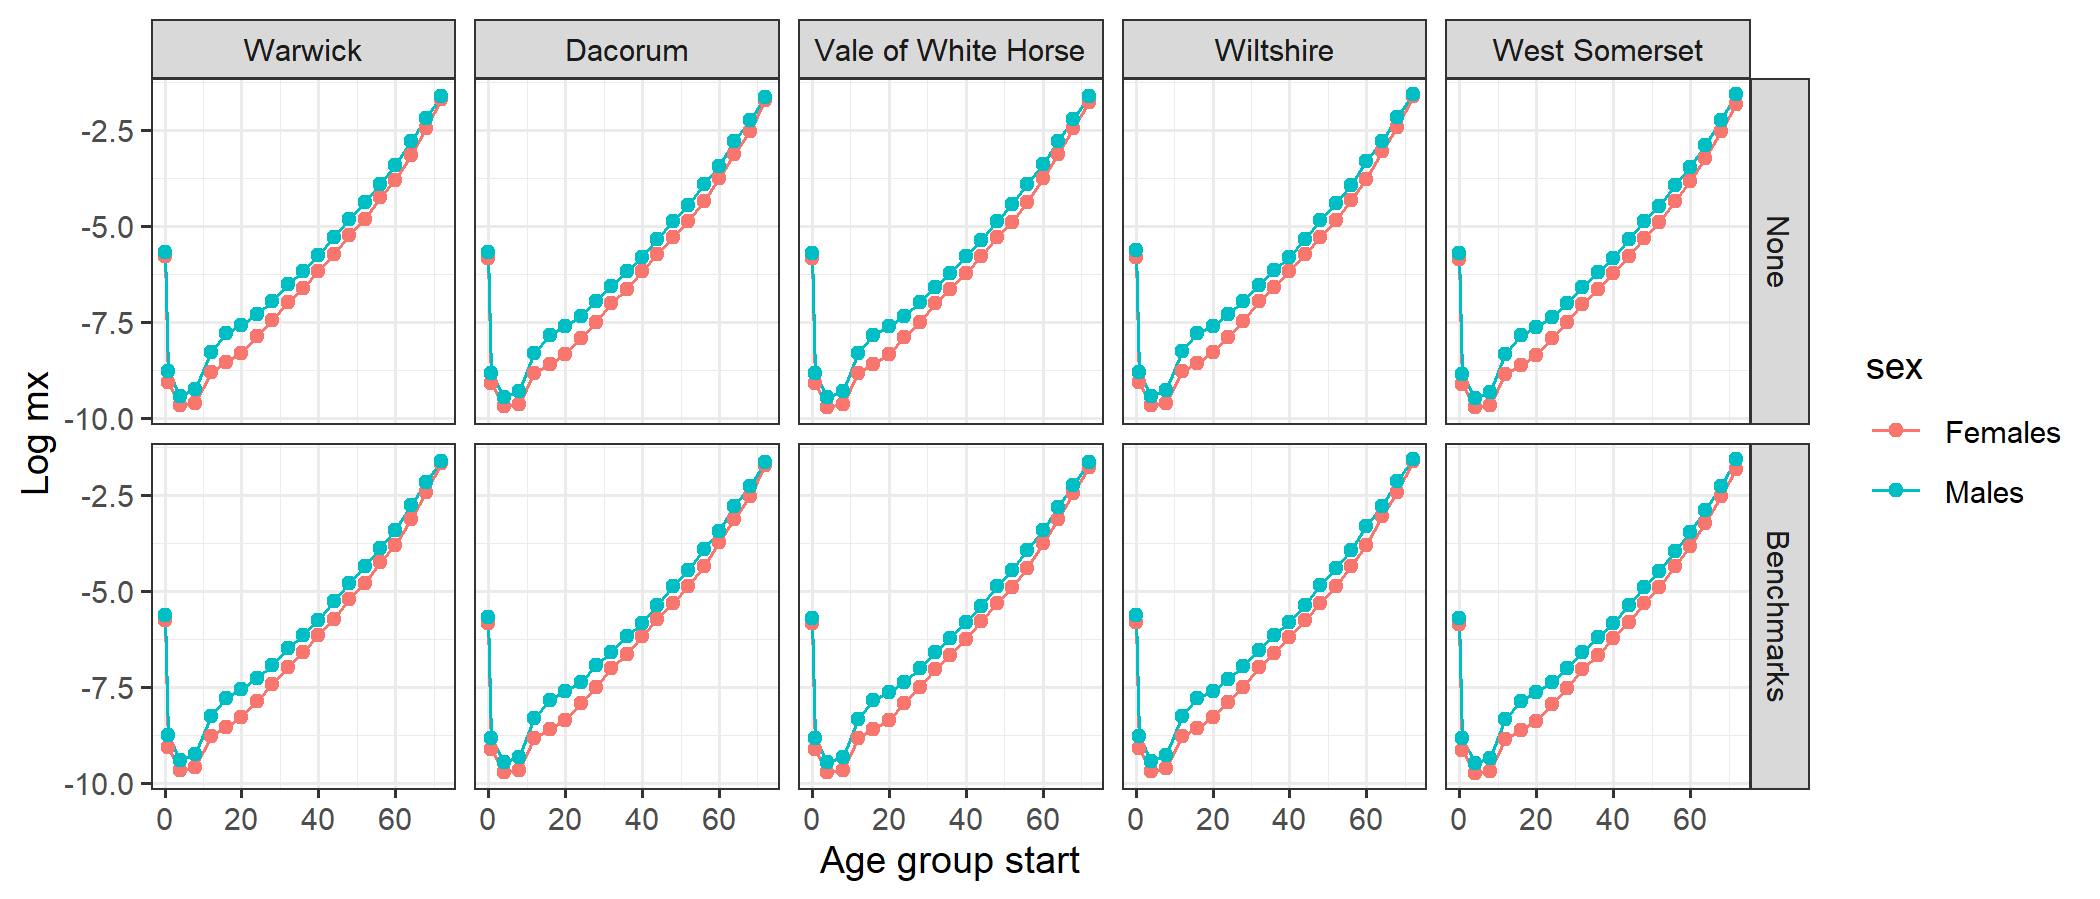 Warwick Dacorum Vale of White Horse Wiltshire West Somerset
-2.5
-5.0
-7.5
-10.0
None
-2.5
-5.0
-7.5
-10.0
Benchmarks
0 20 40 60 0 20 40 60 0 20 40 60 0 20 40 60 0 20 40 60
Age group start
Log mx
sex
Females
Males